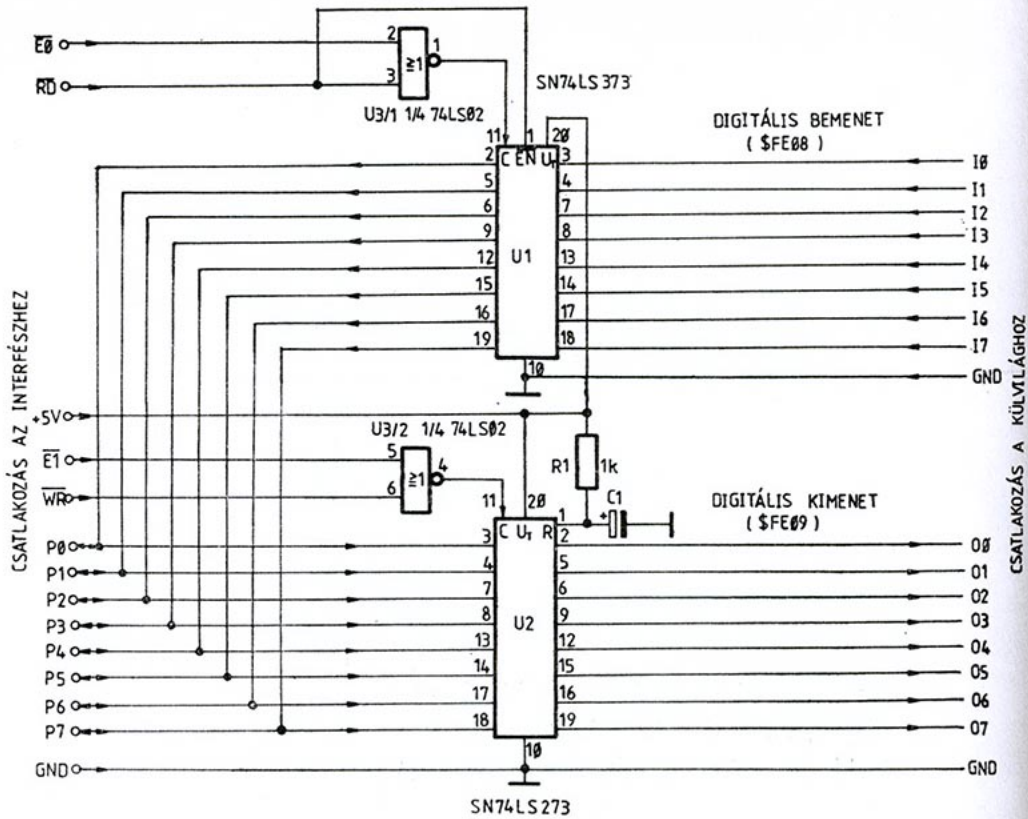 E̅0̅
R̅D̅
2
3
≥1
1
U3/1 1/4 74LS02
SN74LS373
DIGITÁLIS BEMENET
( $FE08 )
11
1
20
C E̅N̅ UT
2
5
6
9
12
15
16
19
U1
3
4
7
8
13
14
17
18
10
I0
I1
I2
I3
I4
I5
I6
I7
GND
CSATLAKOZÁS AZ INTERFÉSZHEZ
CSATLAKOZÁS A KÜLVILÁGHOZ
+5V
E̅1̅
W̅R̅
U3/2 1/4 74LS02
5
6
≥1
4
R1
1k
C1
+
DIGITÁLIS KIMENET
( $FE09 )
11
20
C UT R
1
P0
P1
P2
P3
P4
P5
P6
P7
GND
3
4
7
8
13
14
17
18
U2
2
5
6
9
12
15
16
19
10
O0
O1
O2
O3
O4
O5
O6
O7
GND
SN74LS273